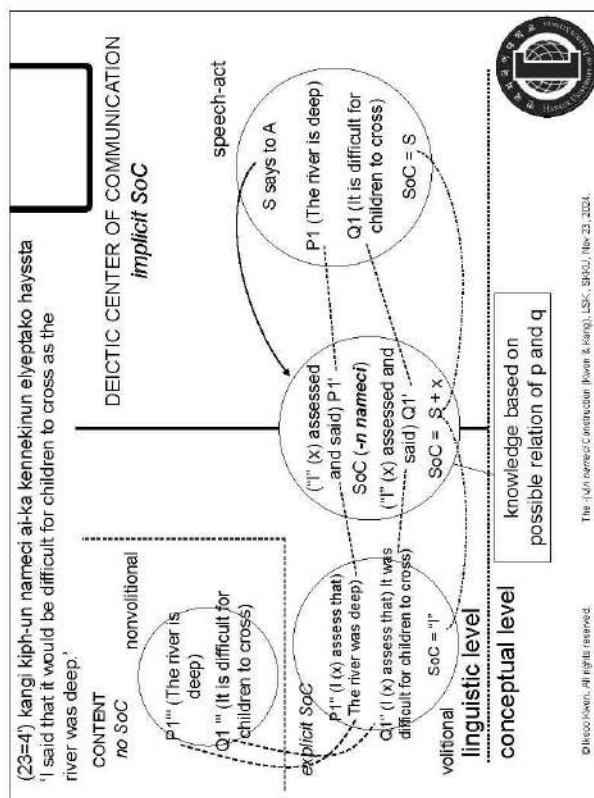 (23=4') kangi kiph-un nameci ai-ka kennekinun elyeptako hayssta
'I said that it would be difficult for children to cross as the
river was deep.'
DEICTIC CENTER OF COMMUNICATION
implicit SoC
CONTENT
no SoC
nonvolitional
P1''' (The river is
deep)
Q1 ''' (It is difficult for
children to cross)
speech-act
S says to A
P1 (The river is deep)
Q1 (It is difficult for
children to cross)
SoC = S
("I" (x) assessed
and said) P1'
SoC (-n nameci)
("I" (x) assessed and
said) Q1'
SoC = S + x
explicit SoC
P1'' (I (x) assess that)
The river was deep)
Q1'' (I (x) assess that) It was
difficult for children to cross)
SoC = "I"
volitional
linguistic level
conceptual level
knowledge based on
possible relation of p and q
©Ikeco Kwon. All rights reserved.
The -(u)n nameci Construction (Kwon & Kang), LSK, SKKU, Nov 23, 2024.